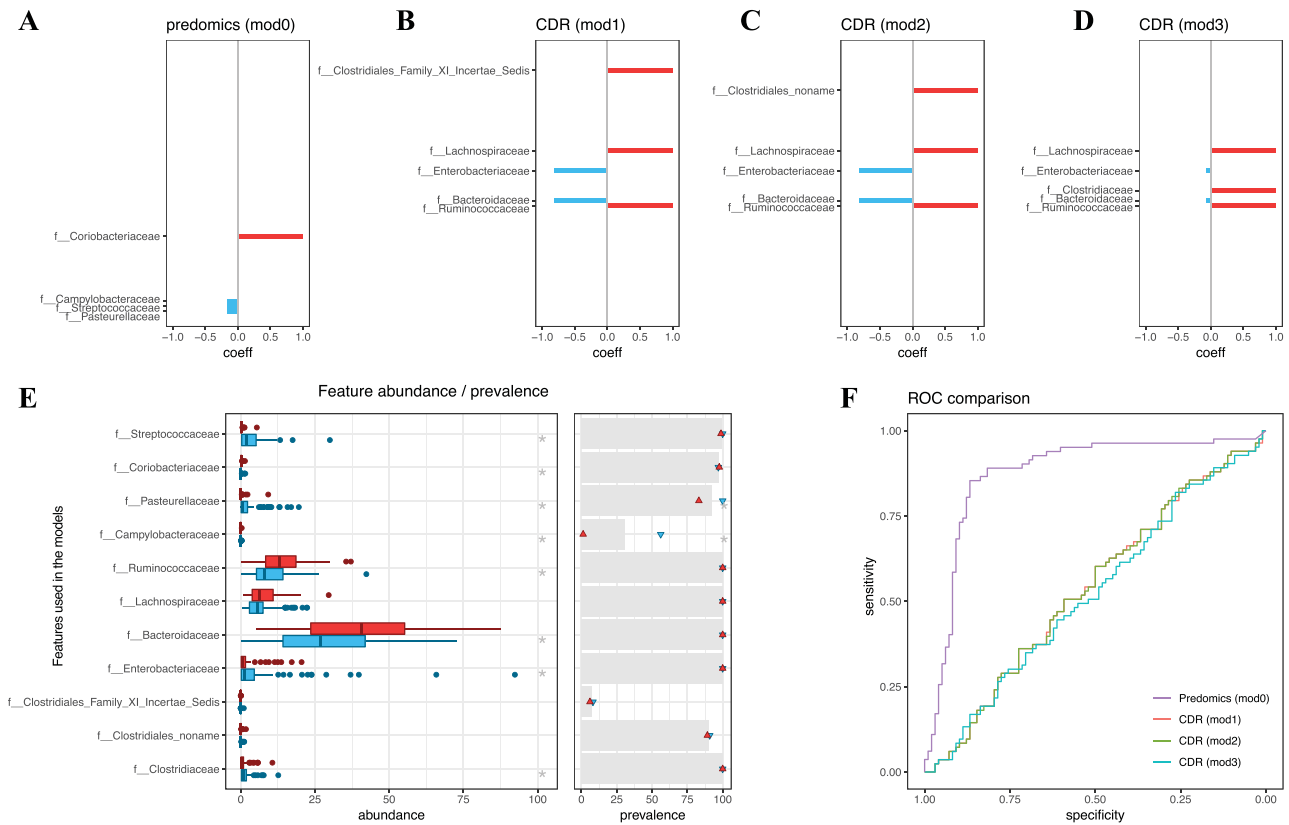 A
predomics (mod0)
f__Coriobacteriaceae
f__Campylobacteraceae
f__Streptococcaceae
f__Pasteurellaceae
−1.0 −0.5 0.0 0.5 1.0
coeff
B
CDR (mod1)
f__Clostridiales_Family_XI_Incertae_Sedis
f__Lachnospiraceae
f__Enterobacteriaceae
f__Bacteroidaceae
f__Ruminococcaceae
−1.0 −0.5 0.0 0.5 1.0
coeff
C
CDR (mod2)
f__Clostridiales_noname
f__Lachnospiraceae
f__Enterobacteriaceae
f__Bacteroidaceae
f__Ruminococcaceae
−1.0 −0.5 0.0 0.5 1.0
coeff
D
CDR (mod3)
f__Lachnospiraceae
f__Enterobacteriaceae
f__Clostridiaceae
f__Bacteroidaceae
f__Ruminococcaceae
−1.0 −0.5 0.0 0.5 1.0
coeff
E
Feature abundance / prevalence
Features used in the models
f__Streptococcaceae
f__Coriobacteriaceae
f__Pasteurellaceae
f__Campylobacteraceae
f__Ruminococcaceae
f__Lachnospiraceae
f__Bacteroidaceae
f__Enterobacteriaceae
f__Clostridiales_Family_XI_Incertae_Sedis
f__Clostridiales_noname
f__Clostridiaceae
*
*
*
*
*
*
*
*
*
*
0 25 50 75 100
abundance
0 25 50 75 100
prevalence
F
ROC comparison
sensitivity
1.00
0.75
0.50
0.25
0.00
Predomics (mod0)
CDR (mod1)
CDR (mod2)
CDR (mod3)
1.00 0.75 0.50 0.25 0.00
specificity